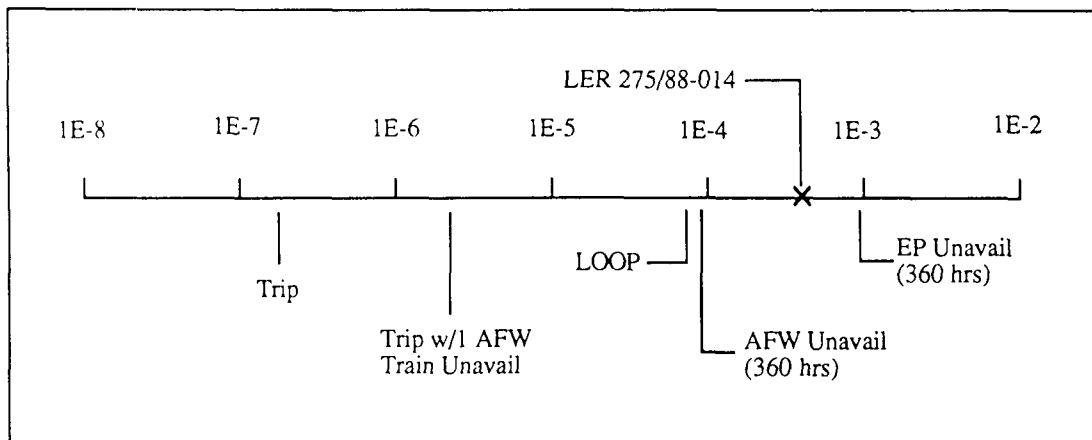 LER 275/88-014
1E-8 1E-7 1E-6 1E-5 1E-4 1E-3 1E-2
LOOP
EP Unavail
(360 hrs)
Trip
Trip w/1 AFW
Train Unavail
AFW Unavail
(360 hrs)